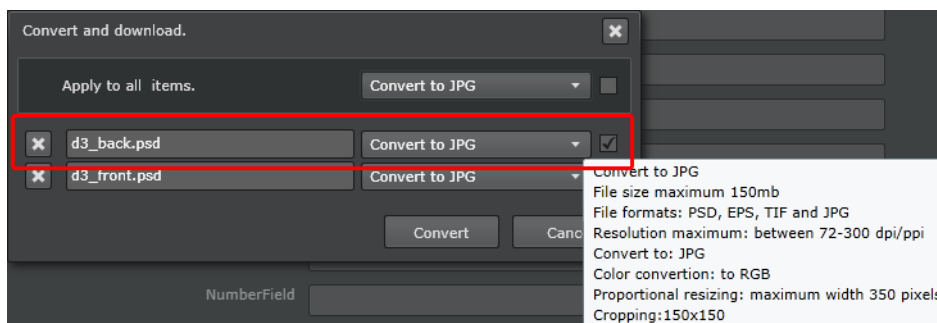 Convert and download.
Apply to all items.
Convert to JPG
d3_back.psd
Convert to JPG
d3_front.psd
Convert to JPG
Convert
Canc
Convert to JPG
File size maximum 150mb
File formats: PSD, EPS, TIF and JPG
Resolution maximum: between 72-300 dpi/ppi
Convert to: JPG
Color convertion: to RGB
Proportional resizing: maximum width 350 pixels
Cropping:150x150
NumberField